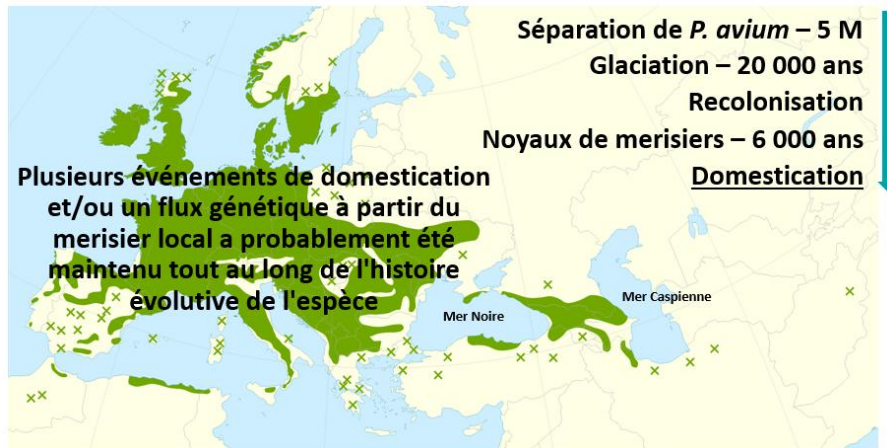 Séparation de P. avium – 5 M
Glaciation – 20 000 ans
Recolonisation
Noyaux de merisiers – 6 000 ans
Domestication
Plusieurs événements de domestication
et/ou un flux génétique à partir du
merisier local a probablement été
maintenu tout au long de l'histoire
évolutive de l'espèce
Mer Noire
Mer Caspienne